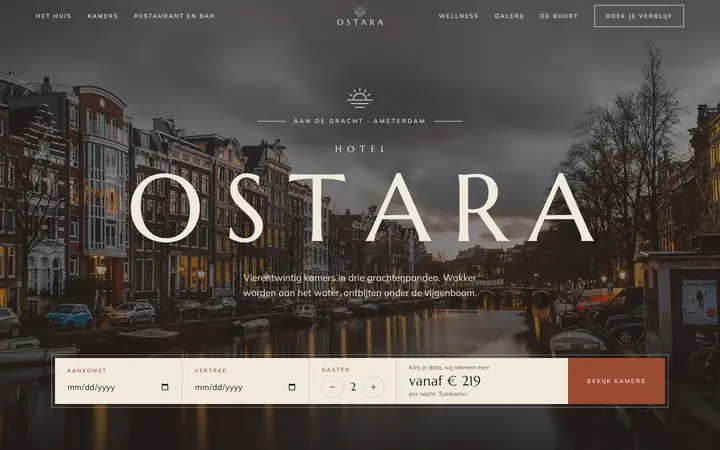 HET HUIS
KAMERS
RESTAURANT EN BAR
OSTARA
WELLNESS
GALERIJ
DE BUURT
BOEK JE VERBLIJF
AAN DE GRACHT · AMSTERDAM
HOTEL
OSTARA
Vierentwintig kamers in drie grachtenpanden. Wakker
worden aan het water, ontbijten onder de vijgenboom.
AANKOMST
mm/dd/yyyy
VERTREK
mm/dd/yyyy
GASTEN
− 2 +
Kies je data, wij rekenen mee
vanaf € 219
per nacht, Tuinkamer
BEKIJK KAMERS